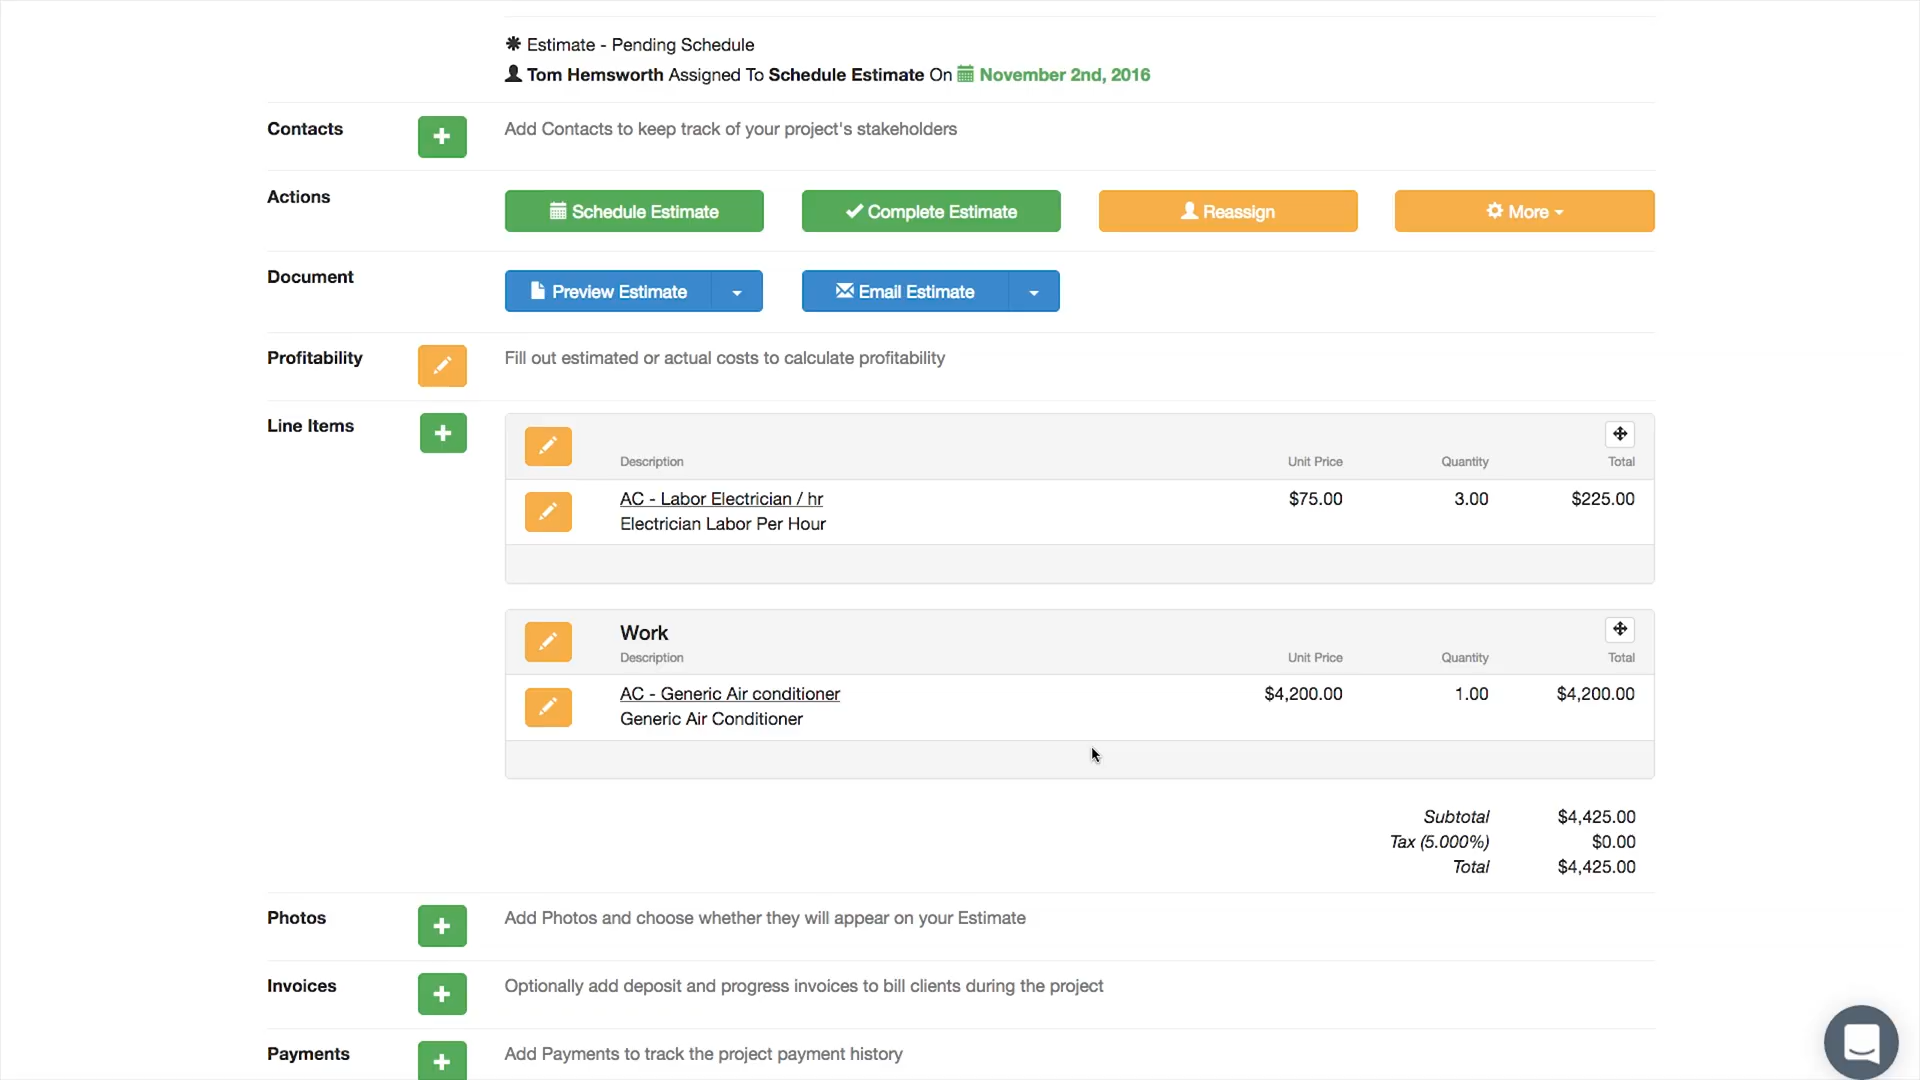 Estimate - Pending Schedule
Tom Hemsworth Assigned To Schedule Estimate On November 2nd, 2016
Contacts
Add Contacts to keep track of your project's stakeholders
Actions
Schedule Estimate
Complete Estimate
Reassign
More
Document
Preview Estimate
Email Estimate
Profitability
Fill out estimated or actual costs to calculate profitability
Line Items
Description Unit Price Quantity Total
AC - Labor Electrician / hr $75.00 3.00 $225.00
Electrician Labor Per Hour
Work
Description Unit Price Quantity Total
AC - Generic Air conditioner $4,200.00 1.00 $4,200.00
Generic Air Conditioner
Subtotal $4,425.00
Tax (5.000%) $0.00
Total $4,425.00
Photos
Add Photos and choose whether they will appear on your Estimate
Invoices
Optionally add deposit and progress invoices to bill clients during the project
Payments
Add Payments to track the project payment history